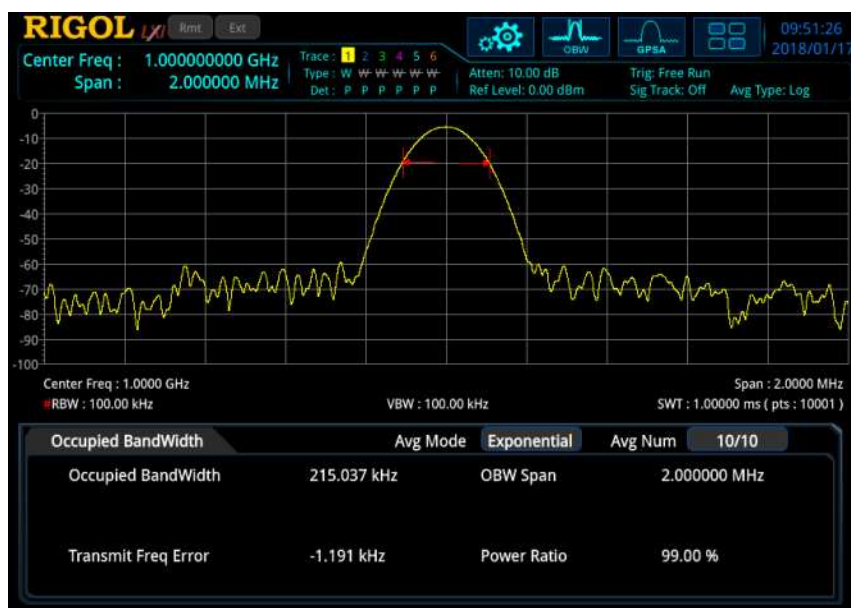 RIGOL LXI Rmt Ext
09:51:26
OBW GPSA
2018/01/17
Center Freq : 1.000000000 GHz
Span : 2.000000 MHz
Trace : 1 2 3 4 5 6
Type : W W W W W W
Det : P P P P P P
Atten: 10.00 dB
Ref Level: 0.00 dBm
Trig: Free Run
Sig Track: Off
Avg Type: Log
0
-10
-20
-30
-40
-50
-60
-70
-80
-90
-100
Center Freq : 1.0000 GHz
Span : 2.0000 MHz
#RBW : 100.00 kHz
VBW : 100.00 kHz
SWT : 1.00000 ms ( pts : 10001 )
Occupied BandWidth
Avg Mode Exponential
Avg Num 10/10
Occupied BandWidth 215.037 kHz
OBW Span 2.000000 MHz
Transmit Freq Error -1.191 kHz
Power Ratio 99.00 %